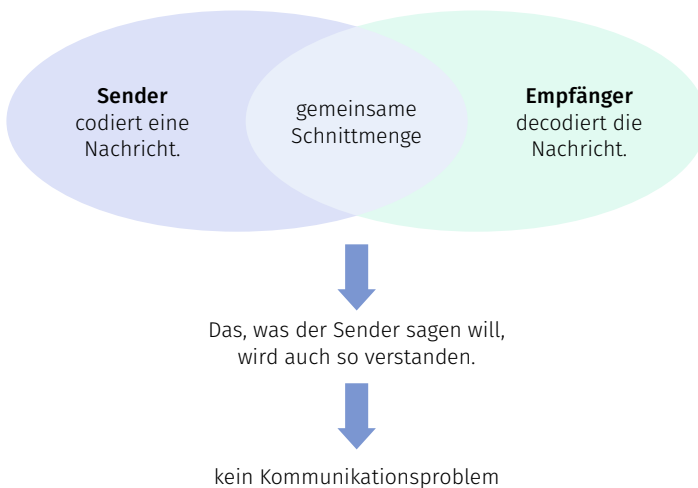 Sender
codiert eine
Nachricht.
gemeinsame
Schnittmenge
Empfänger
decodiert die
Nachricht.
Das, was der Sender sagen will,
wird auch so verstanden.
kein Kommunikationsproblem